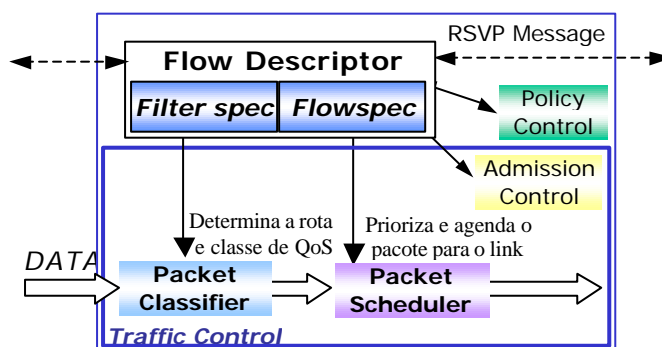 RSVP Message
Flow Descriptor
Filter spec
Flowspec
Policy
Control
Admission
Control
Determina a rota
e classe de QoS
Prioriza e agenda o
pacote para o link
DATA
Packet
Classifier
Packet
Scheduler
Traffic Control